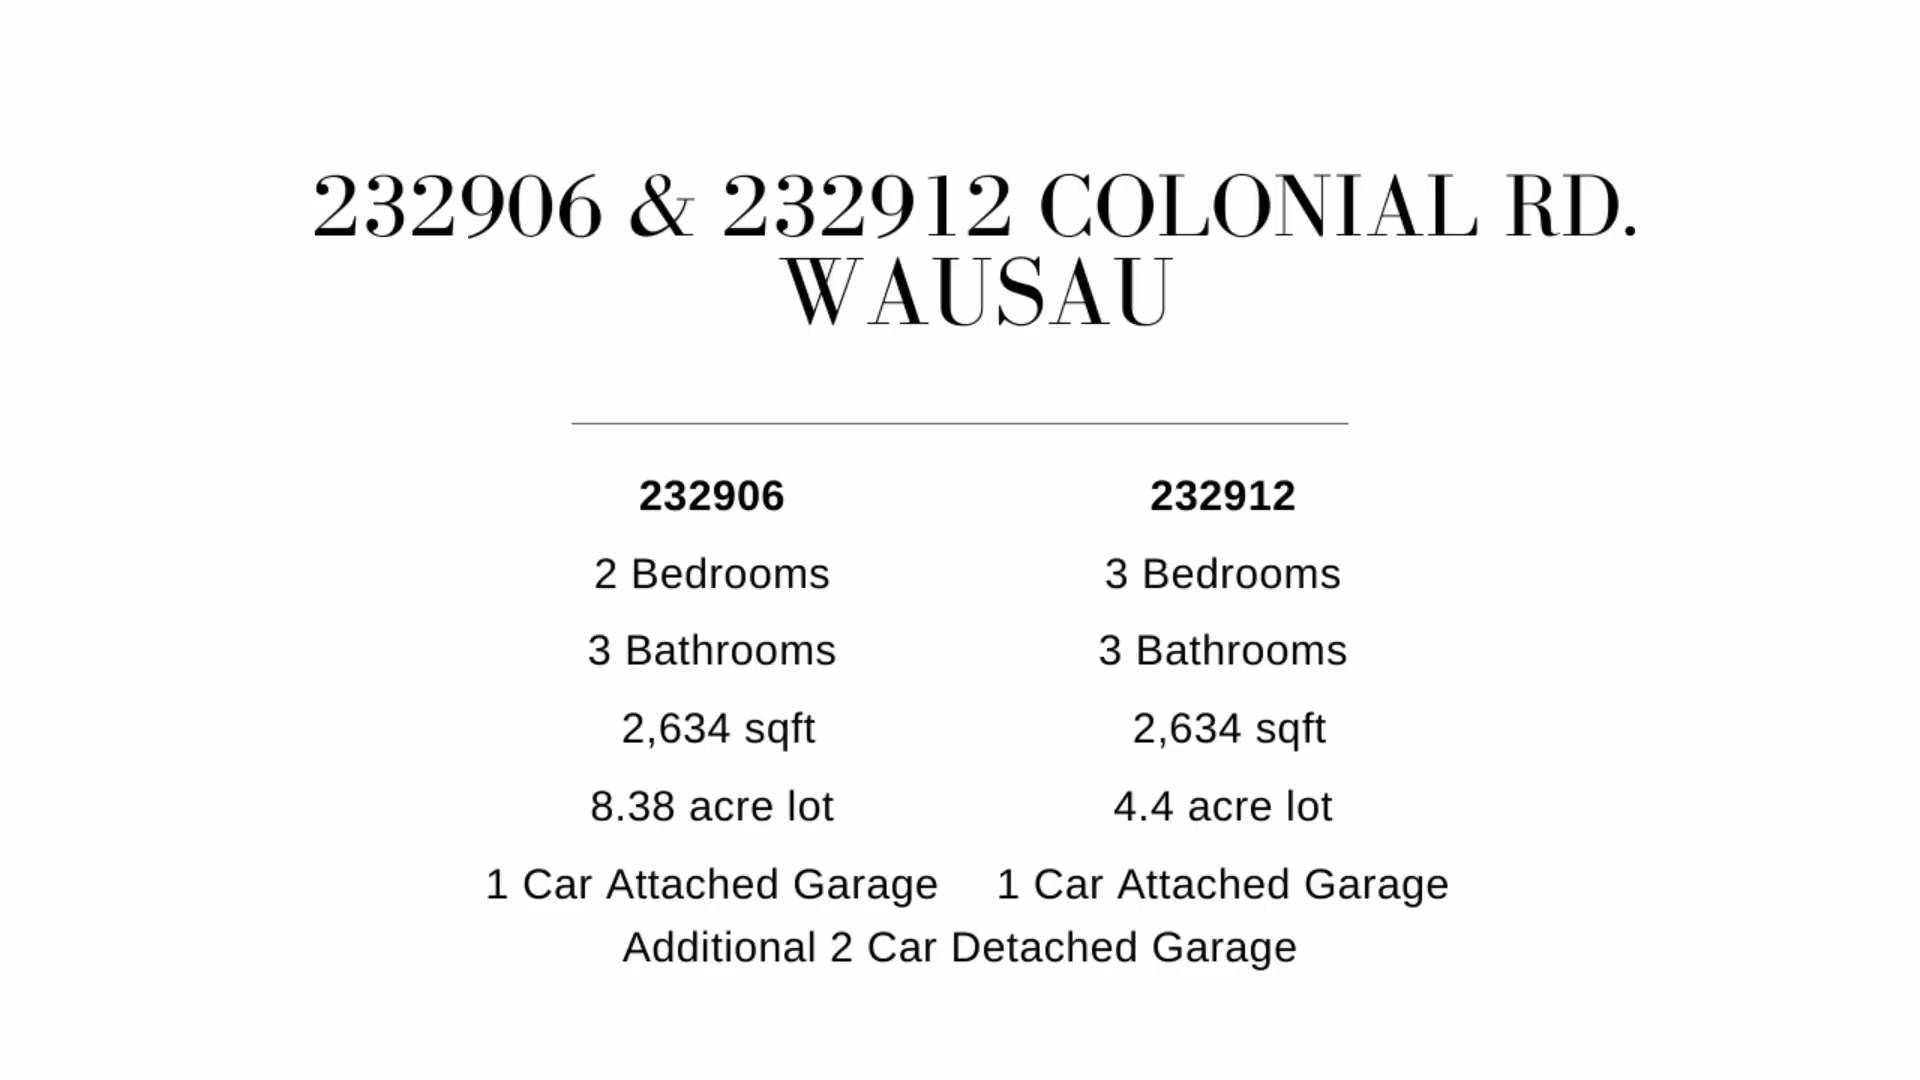 232906 & 232912 COLONIAL RD.
WAUSAU
232906 232912
2 Bedrooms 3 Bedrooms
3 Bathrooms 3 Bathrooms
2,634 sqft 2,634 sqft
8.38 acre lot 4.4 acre lot
1 Car Attached Garage 1 Car Attached Garage
Additional 2 Car Detached Garage